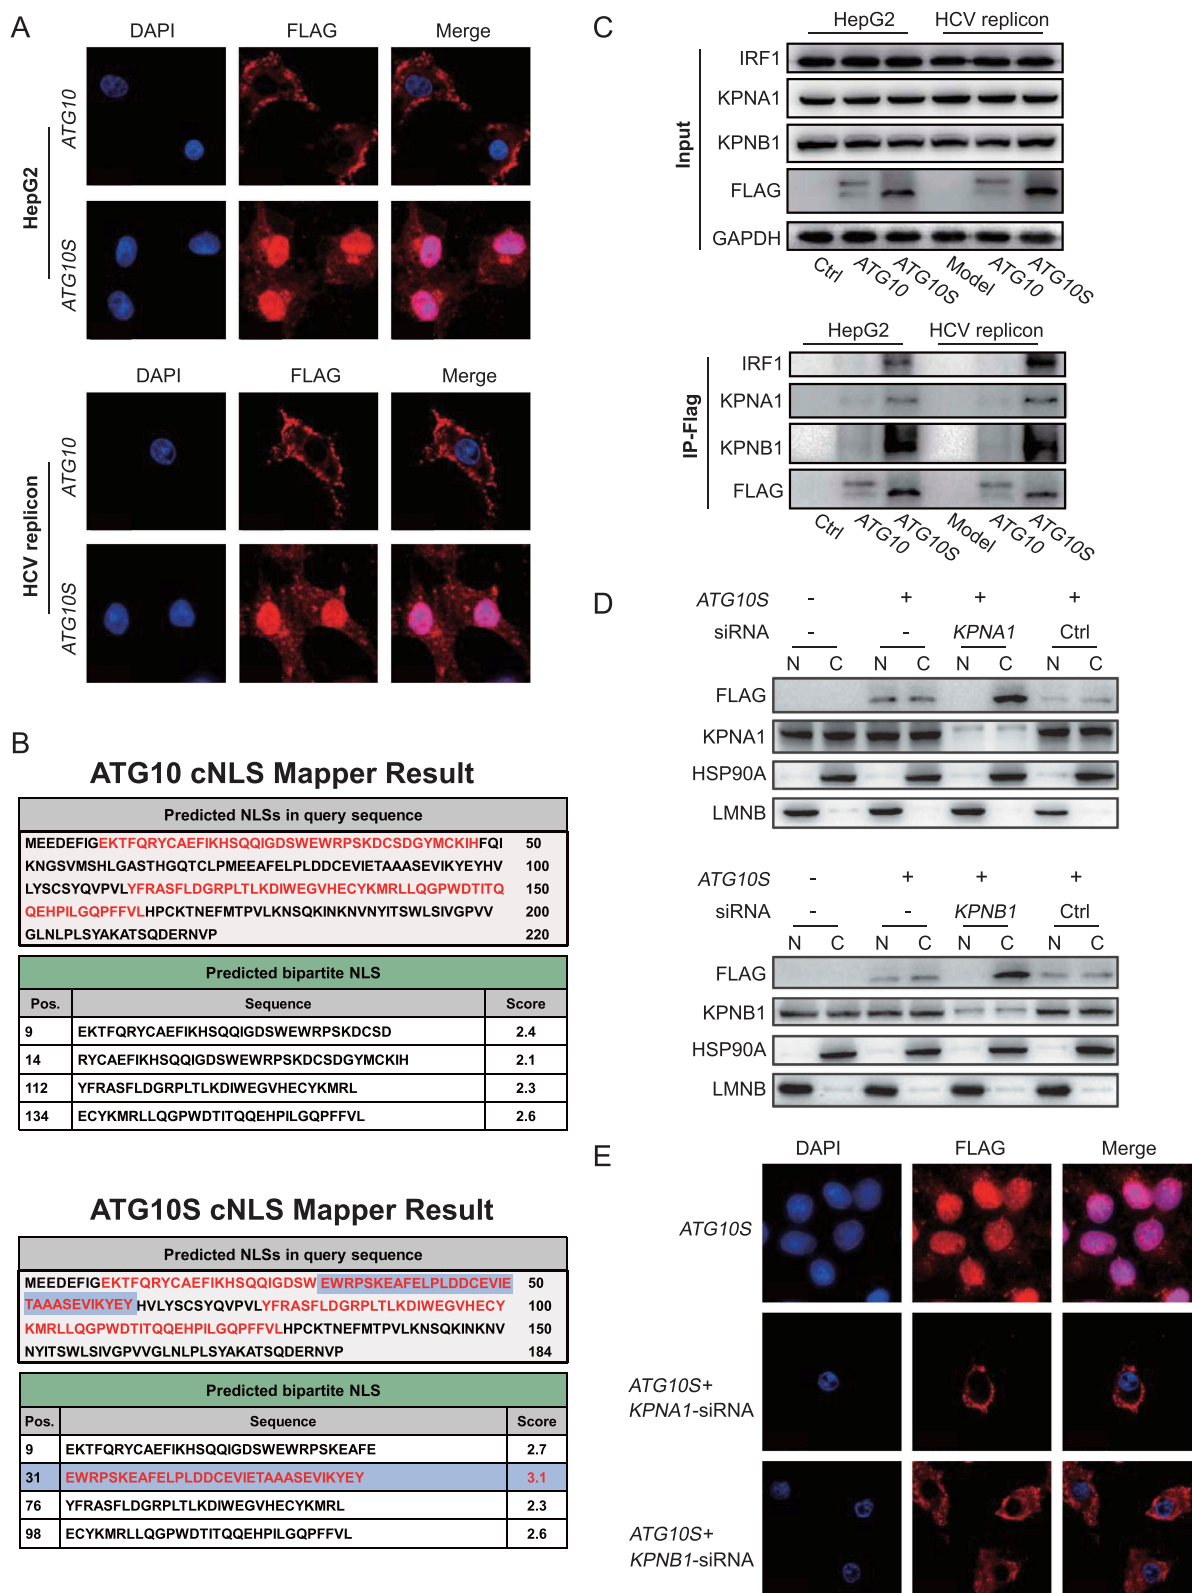 A
DAPI FLAG Merge
HepG2
ATG10
ATG10S
DAPI FLAG Merge
HCV replicon
ATG10
ATG10S
B
ATG10 cNLS Mapper Result
Predicted NLSs in query sequence
MEEDEFIGEKTFQRYCAEFIKHSQQIGDSWEWRPSKDCSDGYMCKIHFQI 50
KNGSVMSHLGASTHGQTCLPMEEAFELPLDDCEVIETAAASEVIKYEYHV 100
LYSCSYQVPVLYFRASFLDGRPLTLKDIWEGVHECYKMRLLQGPWDTITQ 150
QEHPILGQPFFVLHPCKTNEFMTPVLKNSQKINKNVNYITSWLSIVGPVV 200
GLNLPLSYAKATSQDERNVP 220
Predicted bipartite NLS
Pos. Sequence Score
9 EKTFQRYCAEFIKHSQQIGDSWEWRPSKDCSD 2.4
14 RYCAEFIKHSQQIGDSWEWRPSKDCSDGYMCKIH 2.1
112 YFRASFLDGRPLTLKDIWEGVHECYKMRL 2.3
134 ECYKMRLLQGPWDTITQQEHPILGQPFFVL 2.6
ATG10S cNLS Mapper Result
Predicted NLSs in query sequence
MEEDEFIGEKTFQRYCAEFIKHSQQIGDSWEWRPSKEAFELPLDDCEVIE 50
TAAASEVIKYEYHVLYSCSYQVPVLYFRASFLDGRPLTLKDIWEGVHECY 100
KMRLLQGPWDTITQQEHPILGQPFFVLHPCKTNEFMTPVLKNSQKINKNV 150
NYITSWLSIVGPVVGLNLPLSYAKATSQDERNVP 184
Predicted bipartite NLS
Pos. Sequence Score
9 EKTFQRYCAEFIKHSQQIGDSWEWRPSKEAFE 2.7
31 EWRPSKEAFELPLDDCEVIETAAASEVIKYEY 3.1
76 YFRASFLDGRPLTLKDIWEGVHECYKMRL 2.3
98 ECYKMRLLQGPWDTITQQEHPILGQPFFVL 2.6
C
HepG2 HCV replicon
Input
IRF1
KPNA1
KPNB1
FLAG
GAPDH
Ctrl ATG10 ATG10S Model ATG10 ATG10S
HepG2 HCV replicon
IP-Flag
IRF1
KPNA1
KPNB1
FLAG
Ctrl ATG10 ATG10S Model ATG10 ATG10S
D
ATG10S - + + +
siRNA - - KPNA1 Ctrl
N C N C N C N C
FLAG
KPNA1
HSP90A
LMNB
ATG10S - + + +
siRNA - - KPNB1 Ctrl
N C N C N C N C
FLAG
KPNB1
HSP90A
LMNB
E
DAPI FLAG Merge
ATG10S
ATG10S+
KPNA1-siRNA
ATG10S+
KPNB1-siRNA